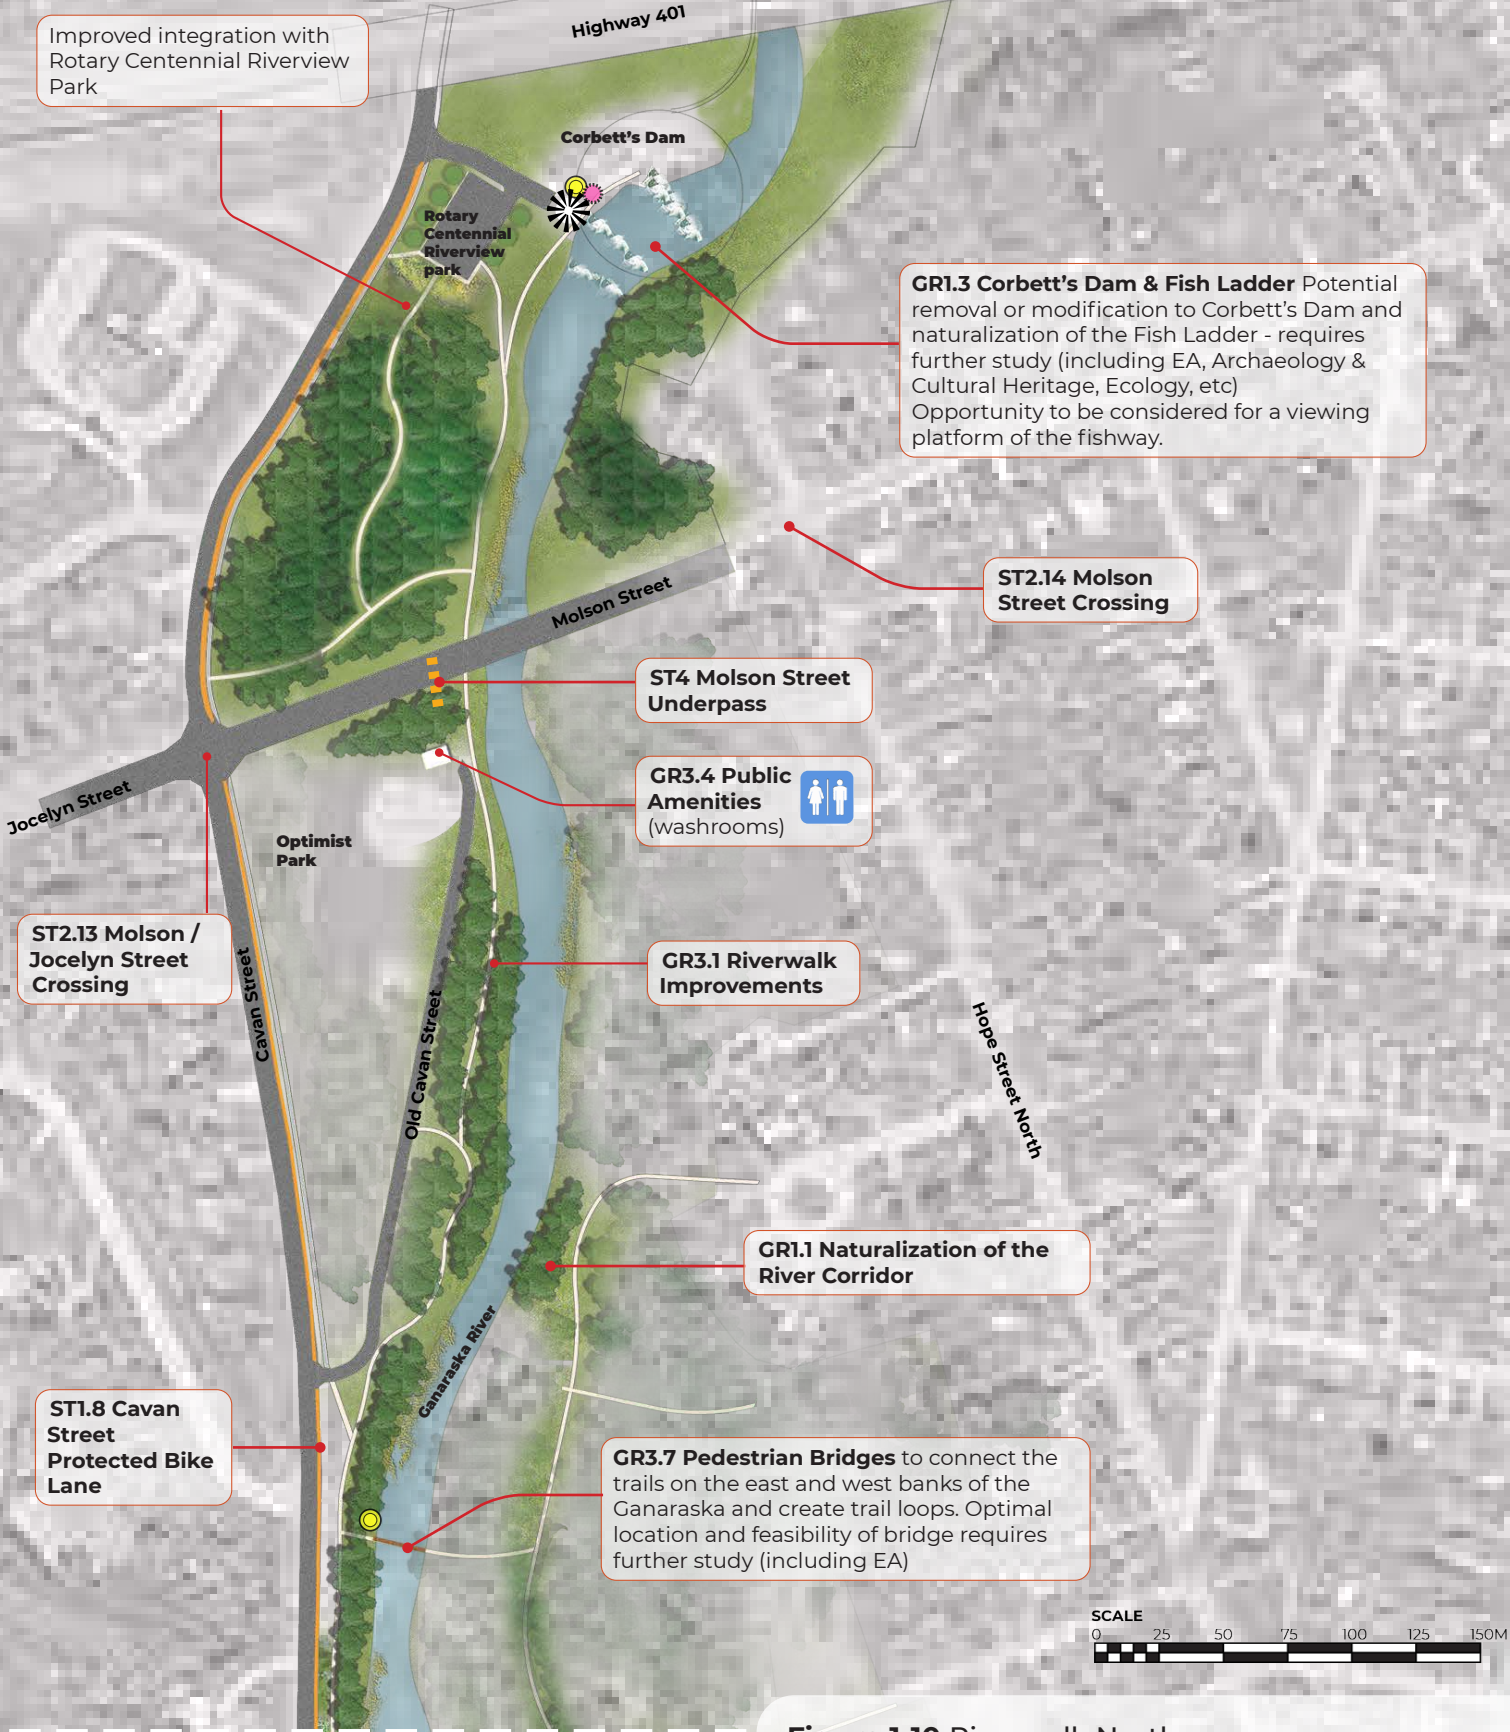 Highway 401
Improved integration with
Rotary Centennial Riverview
Park
Corbett's Dam
Rotary
Centennial
Riverview
park
GR1.3 Corbett's Dam & Fish Ladder Potential
removal or modification to Corbett's Dam and
naturalization of the Fish Ladder - requires
further study (including EA, Archaeology &
Cultural Heritage, Ecology, etc)
Opportunity to be considered for a viewing
platform of the fishway.
ST2.14 Molson
Street Crossing
Molson Street
ST4 Molson Street
Underpass
GR3.4 Public
Amenities
(washrooms)
Jocelyn Street
Optimist
Park
ST2.13 Molson /
Jocelyn Street
Crossing
Cavan Street
Old Cavan Street
GR3.1 Riverwalk
Improvements
Hope Street North
GR1.1 Naturalization of the
River Corridor
Ganaraska River
ST1.8 Cavan
Street
Protected Bike
Lane
GR3.7 Pedestrian Bridges to connect the
trails on the east and west banks of the
Ganaraska and create trail loops. Optimal
location and feasibility of bridge requires
further study (including EA)
SCALE
0 25 50 75 100 125 150M